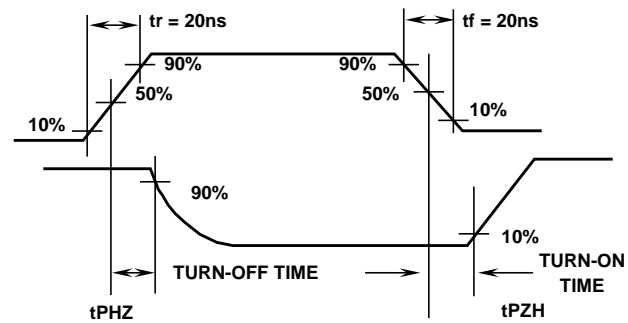 tr = 20ns
tf = 20ns
90%
90%
50%
50%
10%
10%
90%
10%
TURN-OFF TIME
TURN-ON
TIME
tPHZ
tPZH